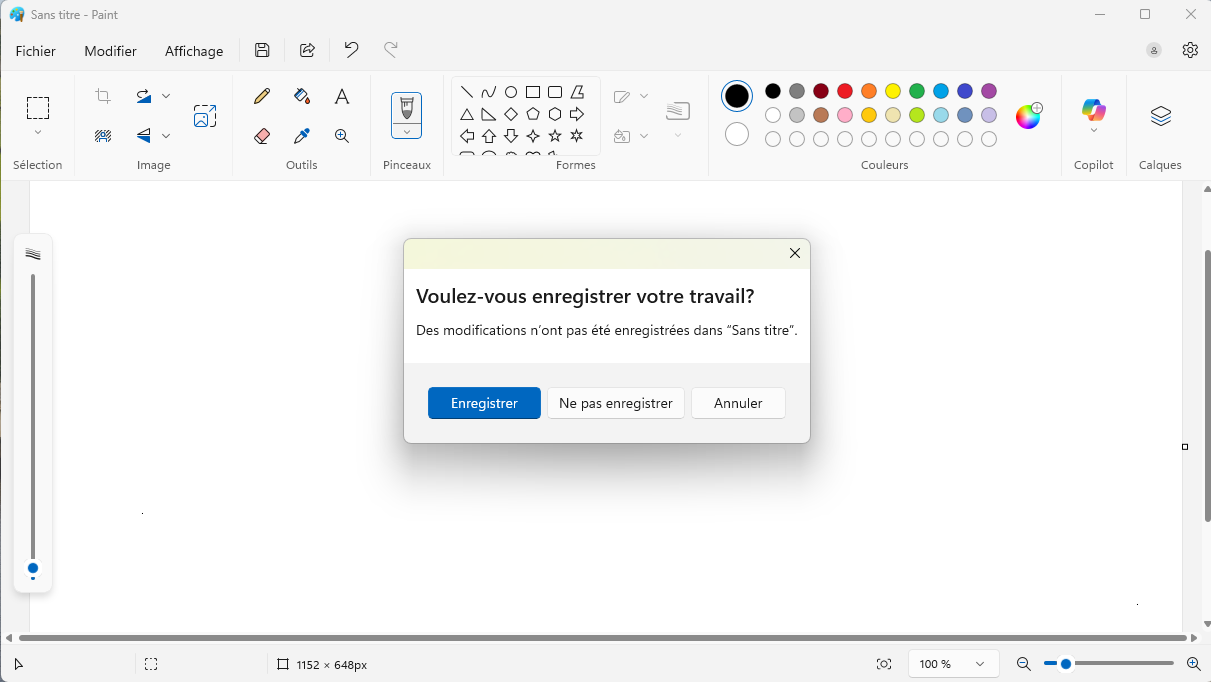 Sans titre - Paint
Fichier Modifier Affichage
Sélection Image Outils Pinceaux Formes Couleurs Copilot Calques
Voulez-vous enregistrer votre travail?
Des modifications n’ont pas été enregistrées dans “Sans titre”.
Enregistrer Ne pas enregistrer Annuler
1152 × 648px 100 %